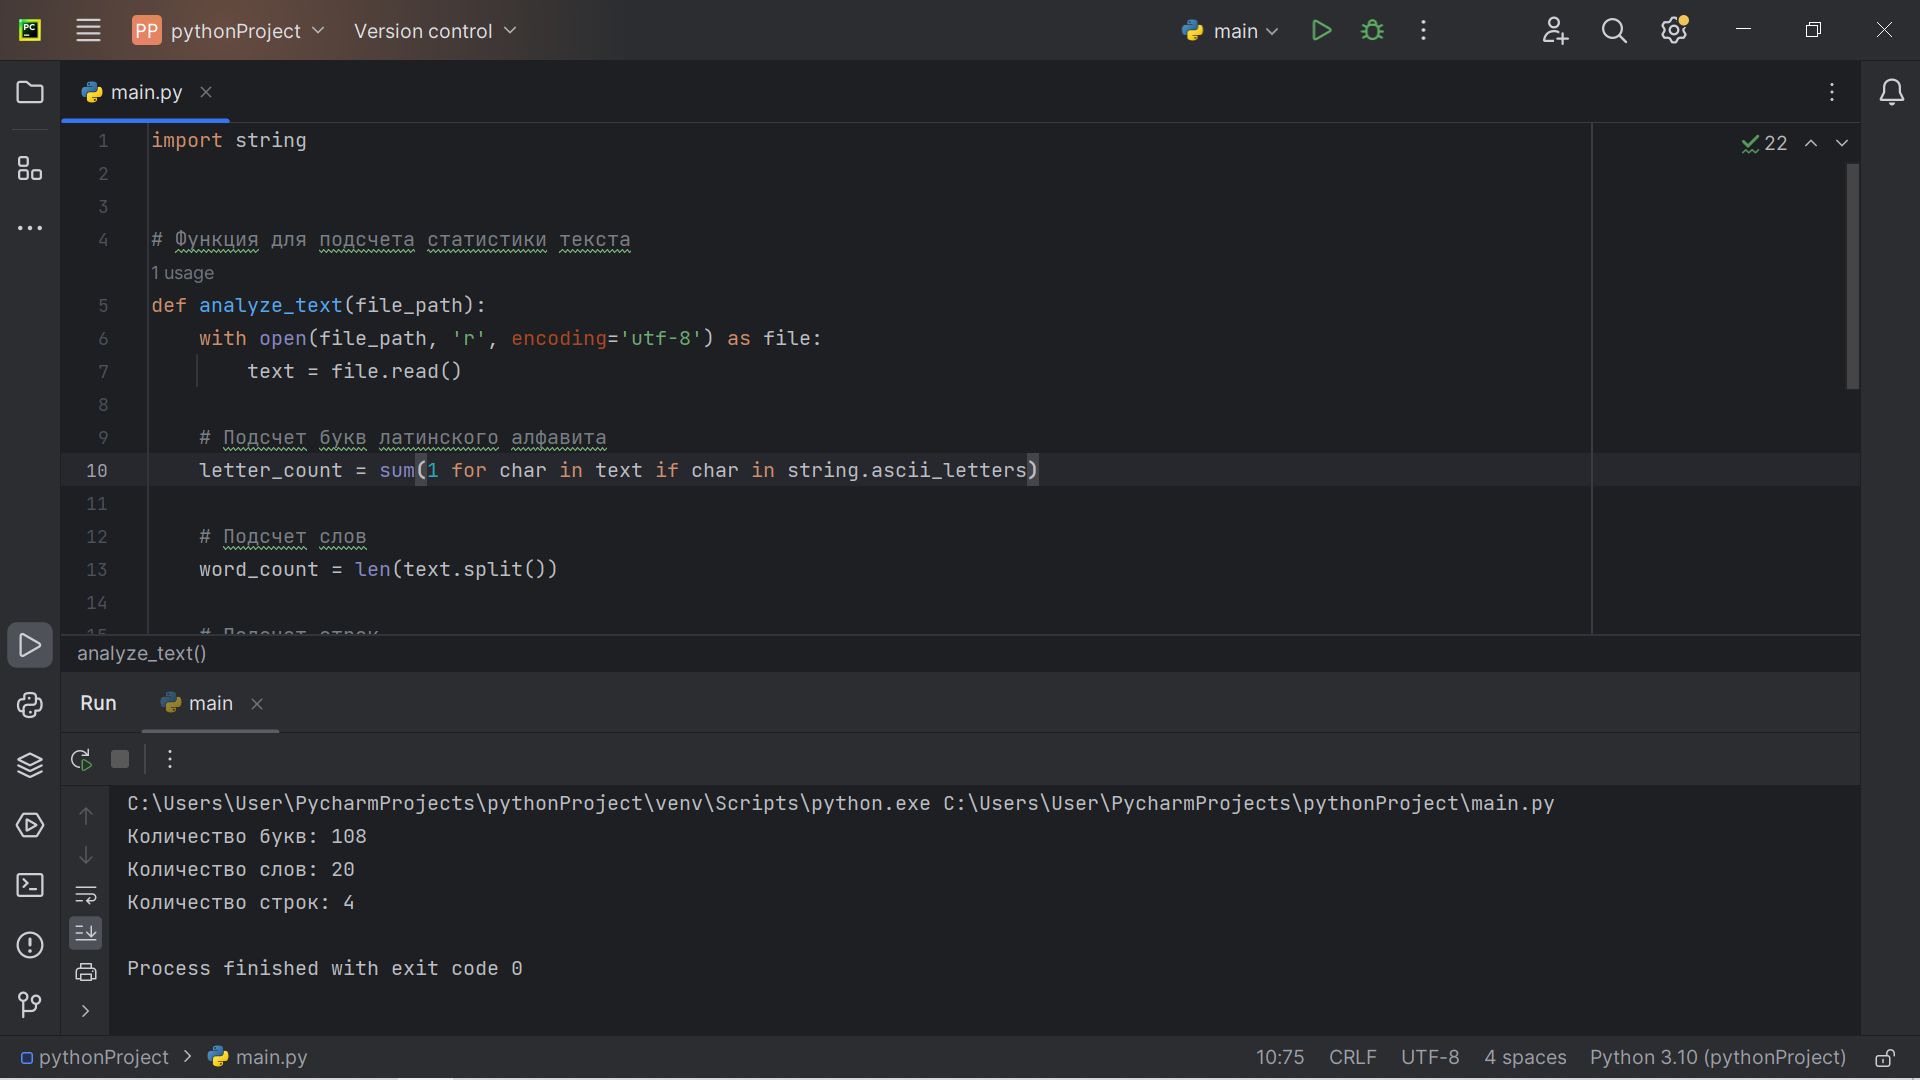 PC
PP pythonProject Version control main
main.py
22
1 import string
2
3
4 # Функция для подсчета статистики текста
1 usage
5 def analyze_text(file_path):
6 with open(file_path, 'r', encoding='utf-8') as file:
7 text = file.read()
8
9 # Подсчет букв латинского алфавита
10 letter_count = sum(1 for char in text if char in string.ascii_letters)
11
12 # Подсчет слов
13 word_count = len(text.split())
14
15 # Подсчет строк
analyze_text()
Run main
C:\Users\User\PycharmProjects\pythonProject\venv\Scripts\python.exe C:\Users\User\PycharmProjects\pythonProject\main.py
Количество букв: 108
Количество слов: 20
Количество строк: 4
Process finished with exit code 0
pythonProject main.py 10:75 CRLF UTF-8 4 spaces Python 3.10 (pythonProject)